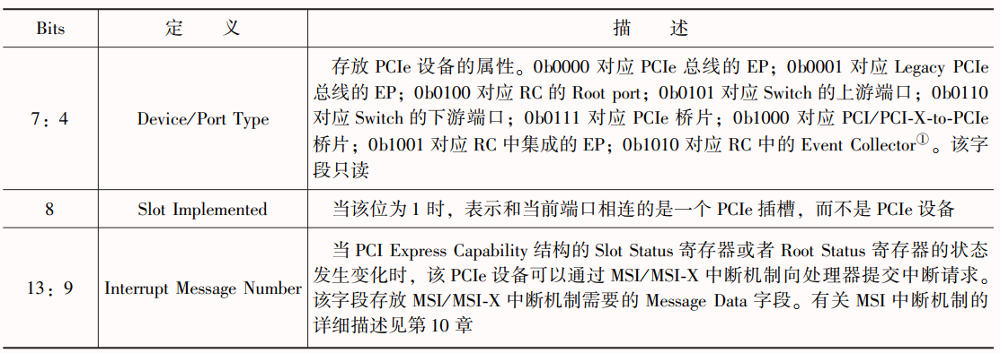 Bits 定 义 描 述
7: 4 Device/Port Type 存放 PCIe 设备的属性。0b0000 对应 PCIe 总线的 EP；0b0001 对应 Legacy PCIe
总线的 EP；0b0100 对应 RC 的 Root port；0b0101 对应 Switch 的上游端口；0b0110
对应 Switch 的下游端口；0b0111 对应 PCIe 桥片；0b1000 对应 PCI/PCI-X-to-PCIe
桥片；0b1001 对应 RC 中集成的 EP；0b1010 对应 RC 中的 Event Collector①。该字
段只读
8 Slot Implemented 当该位为 1 时，表示和当前端口相连的是一个 PCIe 插槽，而不是 PCIe 设备
13: 9 Interrupt Message Number 当 PCI Express Capability 结构的 Slot Status 寄存器或者 Root Status 寄存器的状态
发生变化时，该 PCIe 设备可以通过 MSI/MSI-X 中断机制向处理器提交中断请求。
该字段存放 MSI/MSI-X 中断机制需要的 Message Data 字段。有关 MSI 中断机制的
详细描述见第 10 章